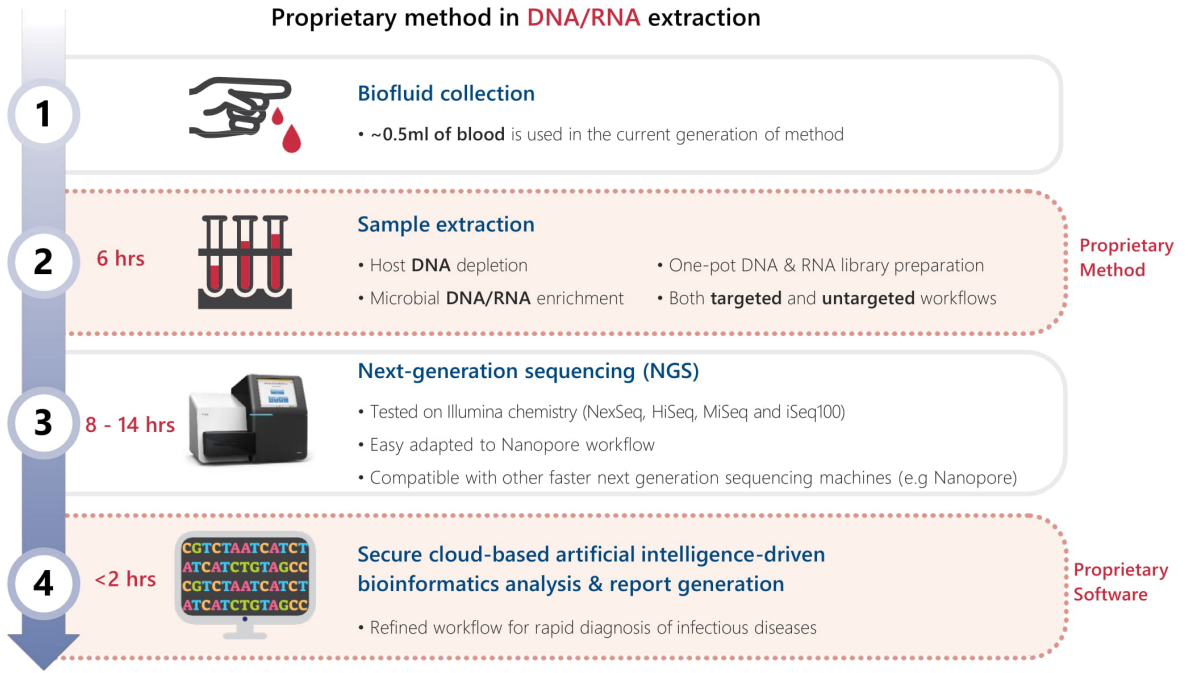 Proprietary method in DNA/RNA extraction
1
Biofluid collection
• ~0.5ml of blood is used in the current generation of method
2
6 hrs
Sample extraction
• Host DNA depletion
• One-pot DNA & RNA library preparation
• Microbial DNA/RNA enrichment
• Both targeted and untargeted workflows
Proprietary
Method
3
8 - 14 hrs
Next-generation sequencing (NGS)
• Tested on Illumina chemistry (NexSeq, HiSeq, MiSeq and iSeq100)
• Easy adapted to Nanopore workflow
• Compatible with other faster next generation sequencing machines (e.g Nanopore)
4
<2 hrs
CGTCTAATCATCT
ATCATCTGTAGCC
CGTCTAATCATCT
ATCATCTGTAGCC
Secure cloud-based artificial intelligence-driven
bioinformatics analysis & report generation
• Refined workflow for rapid diagnosis of infectious diseases
Proprietary
Software